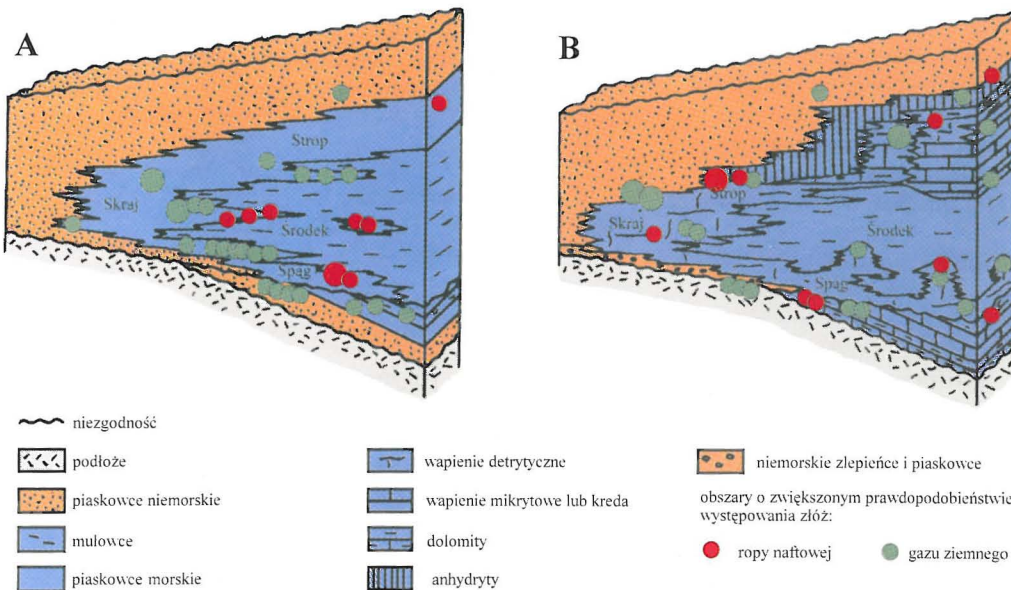 A
Strop
Skraj
Środek
Spąg
B
Strop
Skraj
Środek
Spąg
niezgodność
podłoże
piaskowce niemorskie
mułowce
piaskowce morskie
wapienie detrytyczne
wapienie mikrytowe lub kreda
dolomity
anhydryty
niemorskie zlepieńce i piaskowce
obszary o zwiększonym prawdopodobieństwie
występowania złóż:
ropy naftowej
gazu ziemnego